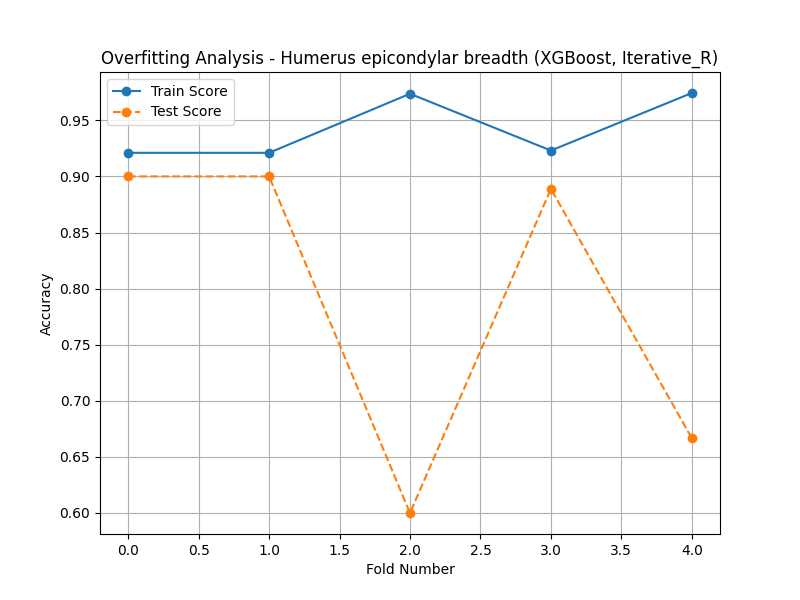 Overfitting Analysis - Humerus epicondylar breadth (XGBoost, Iterative_R)
Train Score
Test Score
Accuracy
0.95
0.90
0.85
0.80
0.75
0.70
0.65
0.60
0.0 0.5 1.0 1.5 2.0 2.5 3.0 3.5 4.0
Fold Number